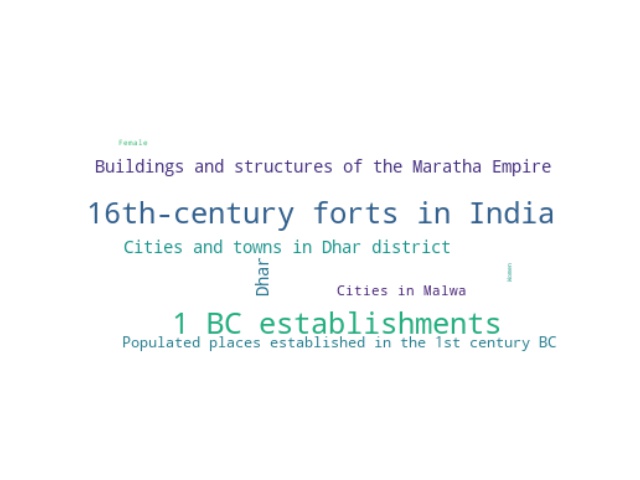 Female
Buildings and structures of the Maratha Empire
16th-century forts in India
Cities and towns in Dhar district
Dhar
Cities in Malwa
1 BC establishments
Populated places established in the 1st century BC